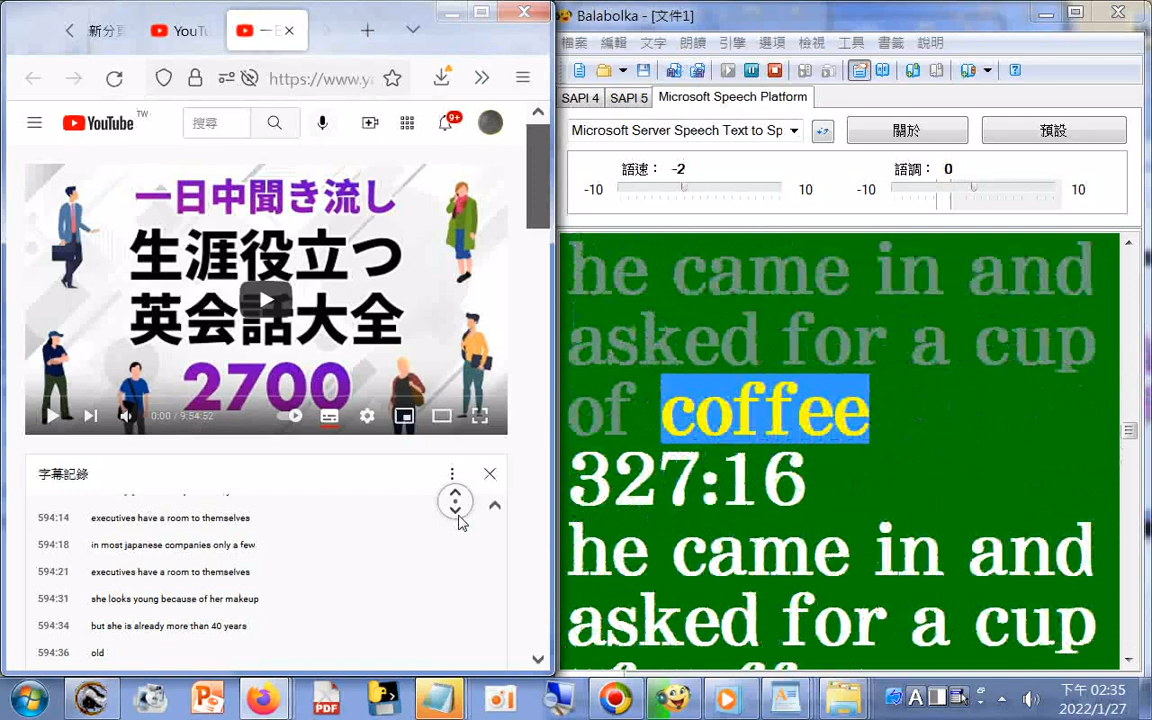 新分
YouTu
一日
https://www.y
Balabolka - [文件1]
檔案 編輯 文字 朗讀 引擎 選項 檢視 工具 書籤 說明
SAPI 4 SAPI 5 Microsoft Speech Platform
Microsoft Server Speech Text to Sp
關於
預設
語速： -2
語調： 0
-10 10
-10 10
YouTube TW
搜尋
9+
一日中聞き流し
生涯役立つ
英会話大全
2700
0:00 / 9:54:52
字幕記錄
594:14 executives have a room to themselves
594:18 in most japanese companies only a few
594:21 executives have a room to themselves
594:31 she looks young because of her makeup
594:34 but she is already more than 40 years
594:36 old
he came in and
asked for a cup
of coffee
327:16
he came in and
asked for a cup
PDF
A
下午 02:35
2022/1/27